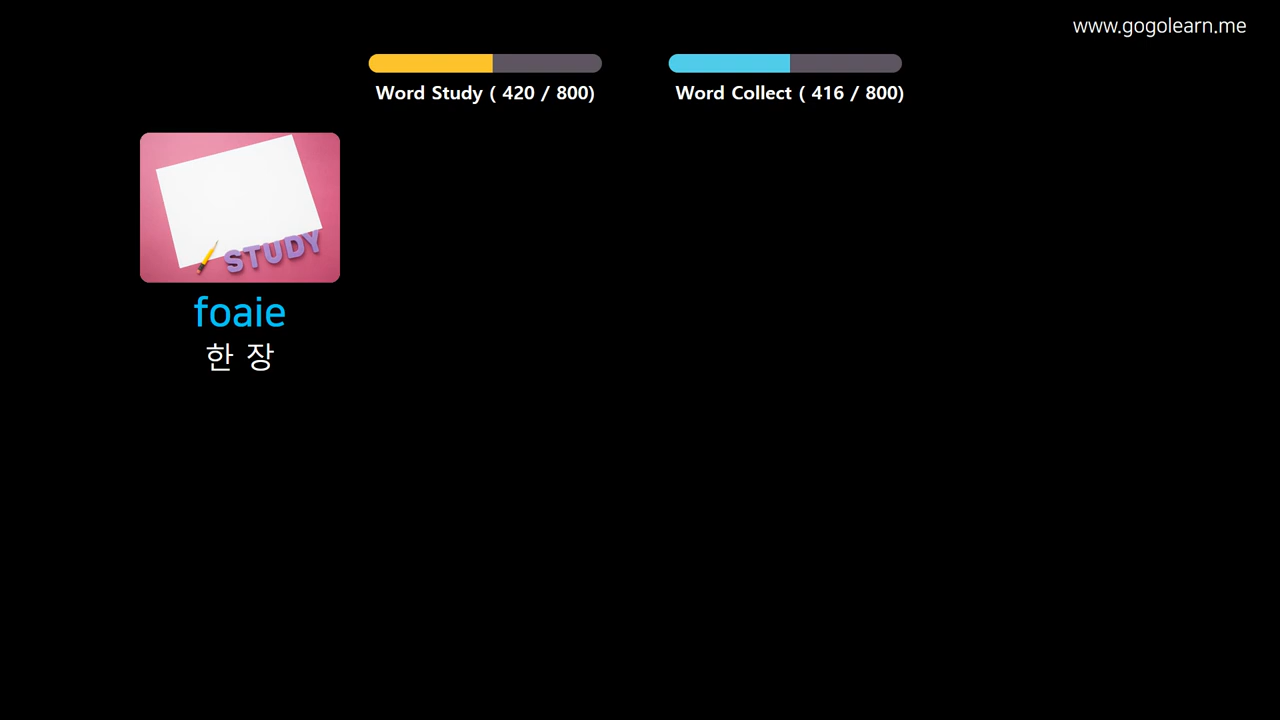 www.gogolearn.me
Word Study ( 420 / 800)
Word Collect ( 416 / 800)
STUDY
foaie
한 장